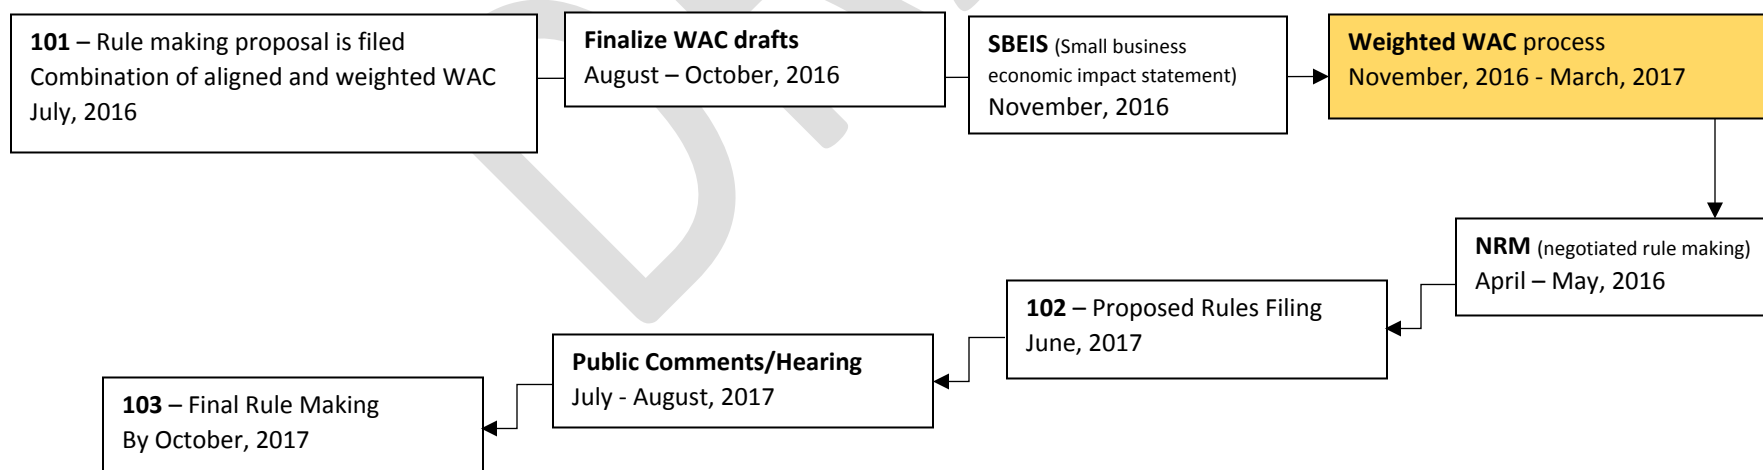 101 – Rule making proposal is filed
Combination of aligned and weighted WAC
July, 2016
Finalize WAC drafts
August – October, 2016
SBEIS (Small business
economic impact statement)
November, 2016
Weighted WAC process
November, 2016 - March, 2017
NRM (negotiated rule making)
April – May, 2016
102 – Proposed Rules Filing
June, 2017
Public Comments/Hearing
July - August, 2017
103 – Final Rule Making
By October, 2017